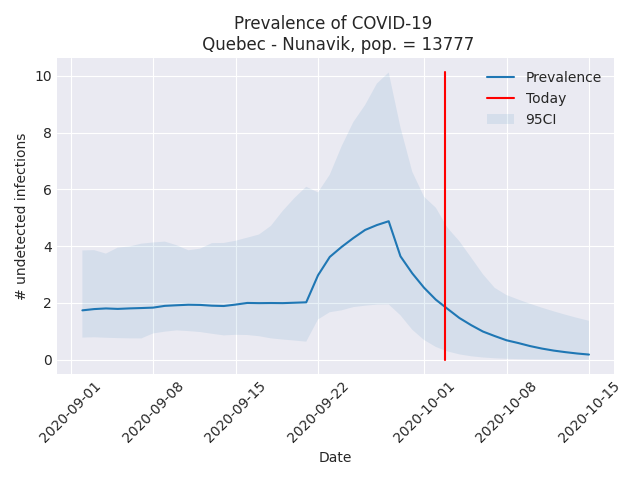 Prevalence of COVID-19
Quebec - Nunavik, pop. = 13777
# undetected infections
10
8
6
4
2
0
Prevalence
Today
95CI
2020-09-01
2020-09-08
2020-09-15
2020-09-22
2020-10-01
2020-10-08
2020-10-15
Date